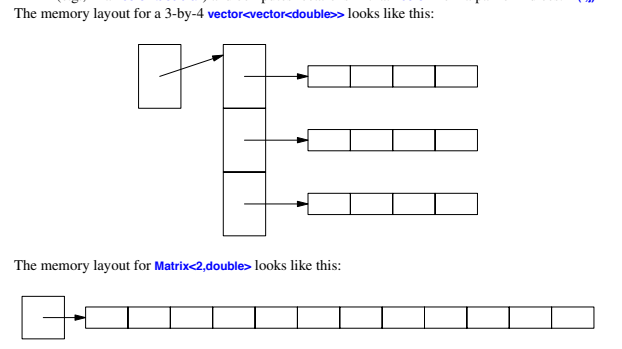 The memory layout for a 3-by-4 vector<vector<double>> looks like this:
The memory layout for Matrix<2,double> looks like this: